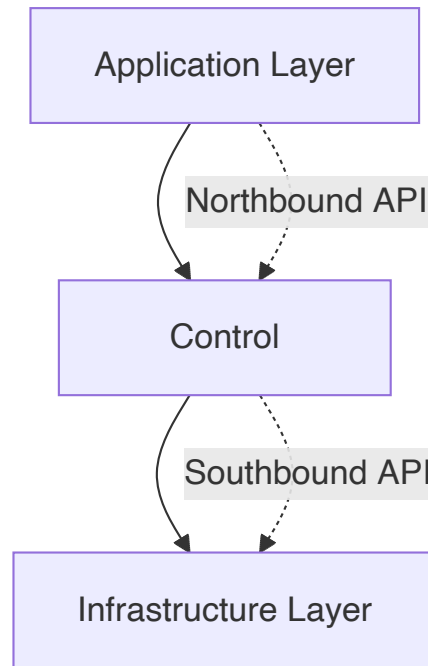 Application Layer
Northbound API
Control
Southbound API
Infrastructure Layer